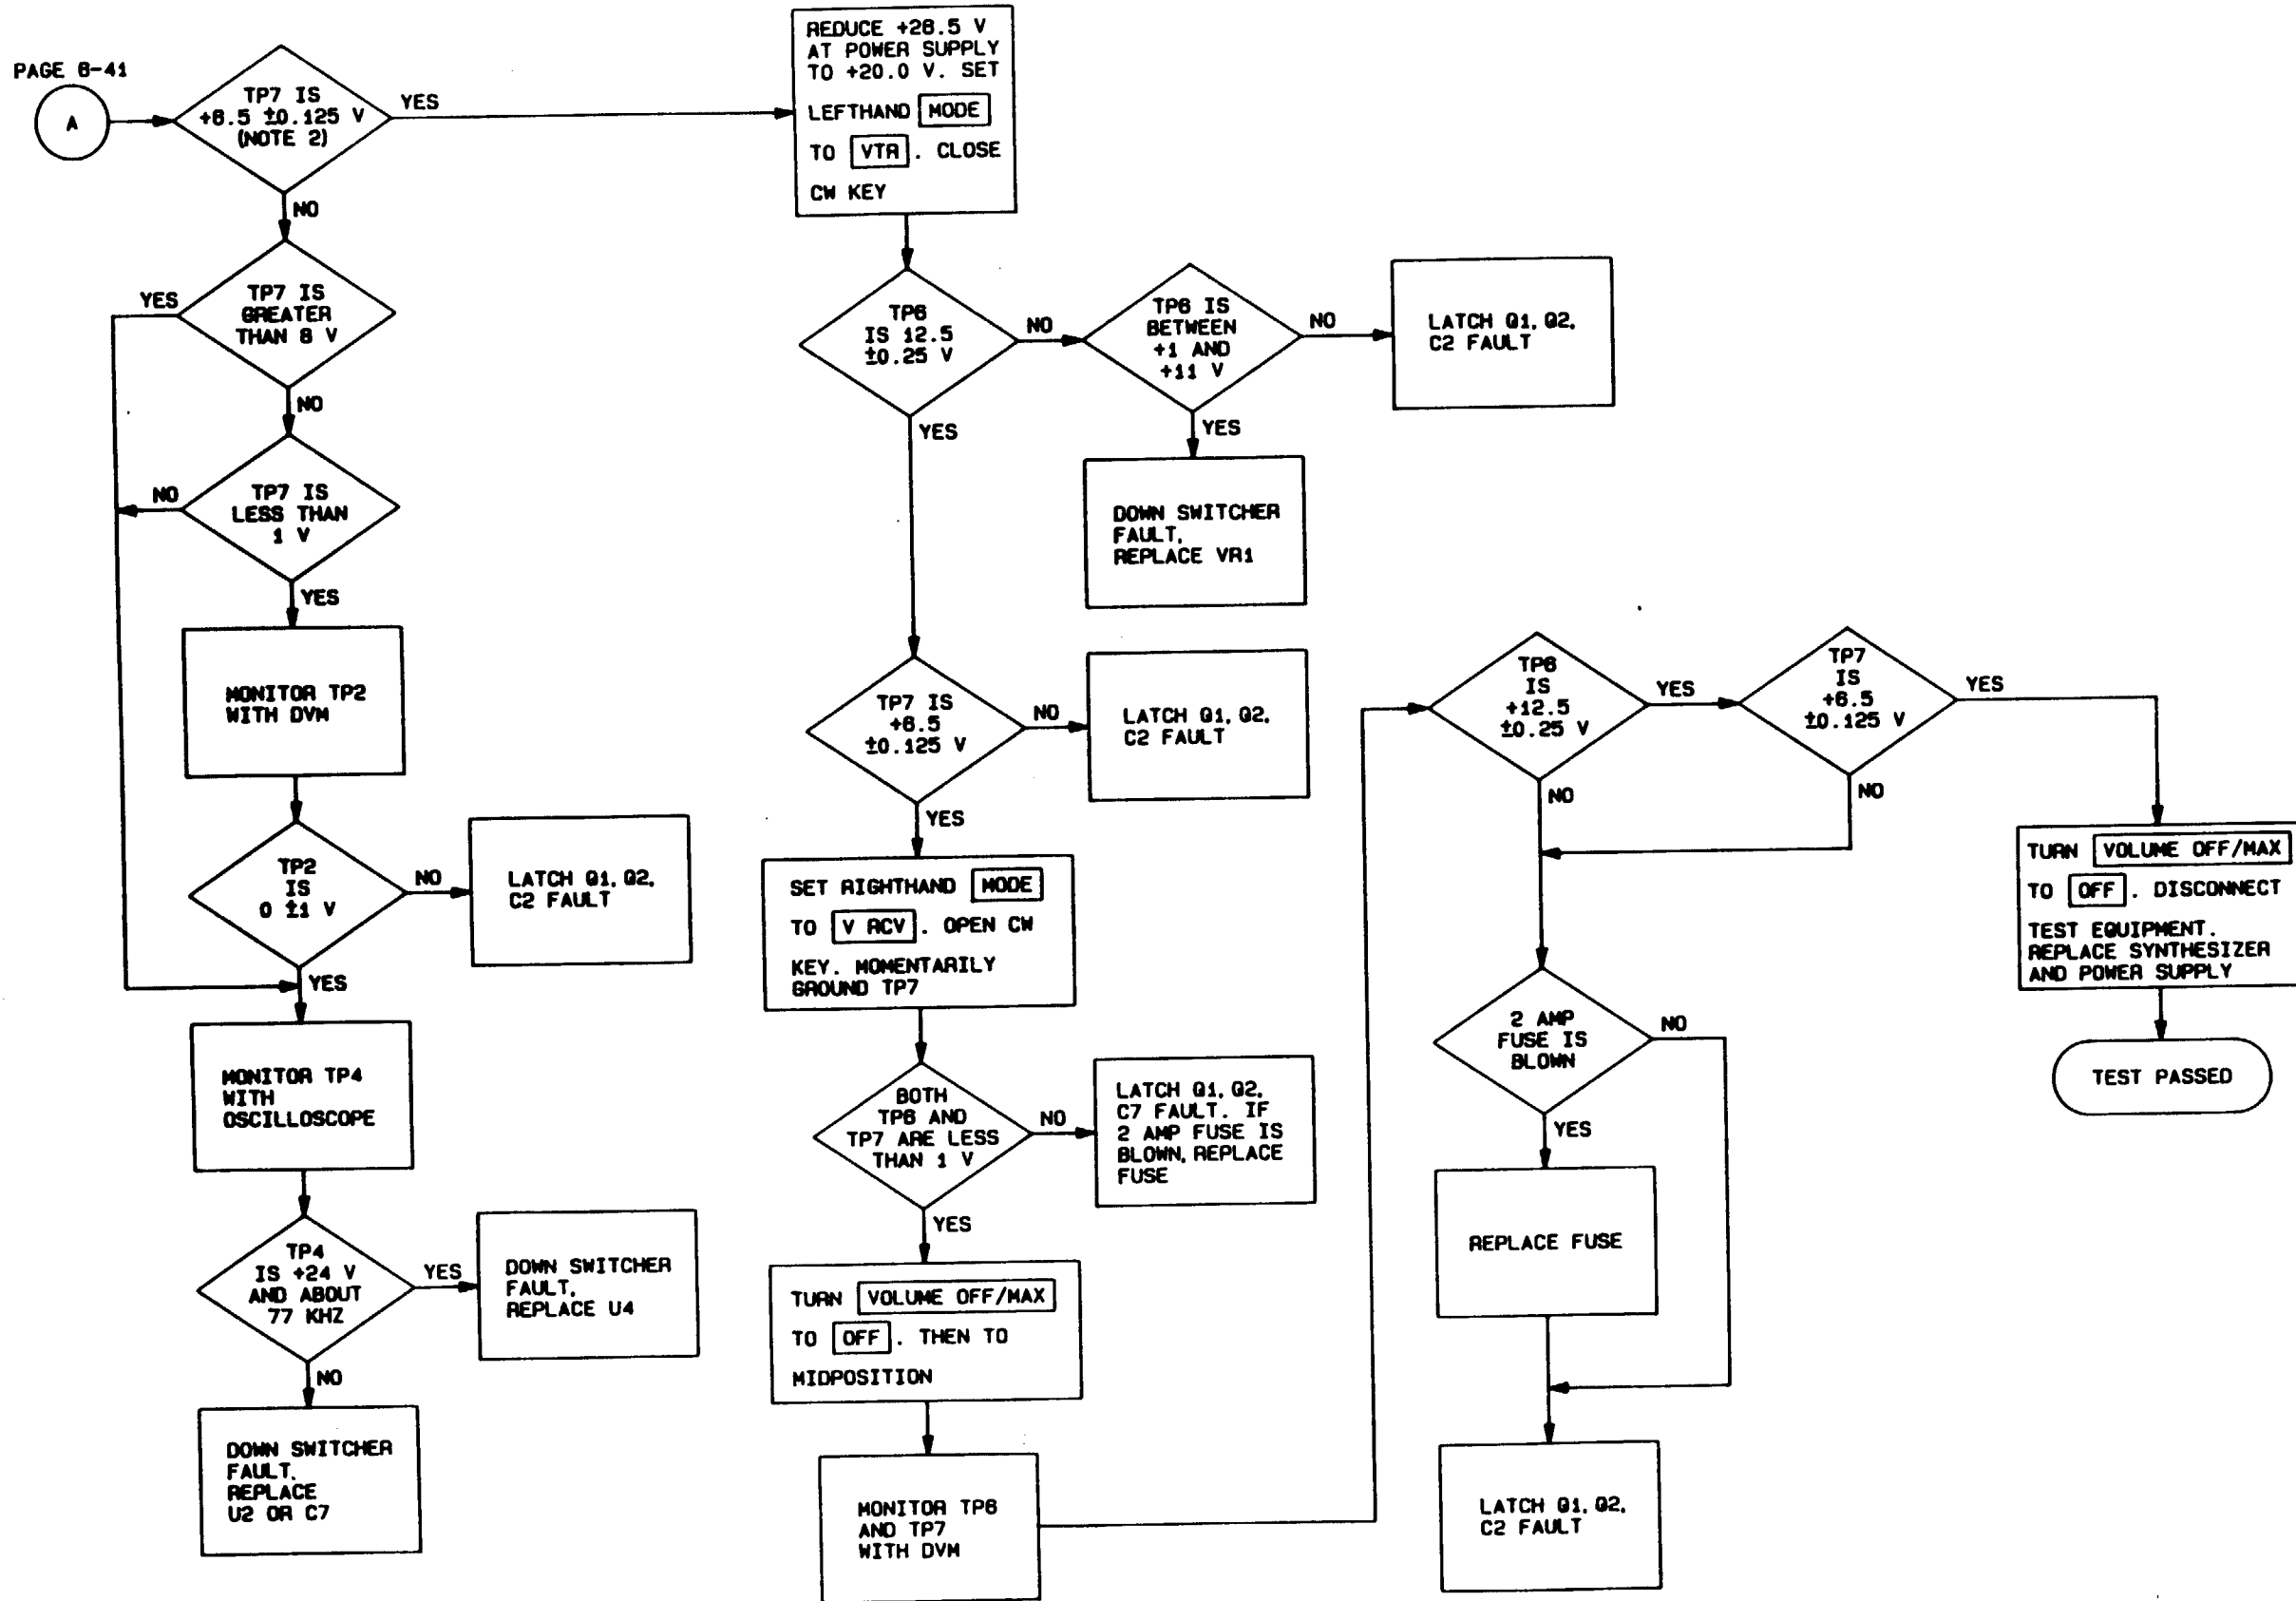 PAGE 6-41
A
TP7 IS
+6.5 ±0.125 V
(NOTE 2)
YES
NO
TP7 IS
GREATER
THAN 8 V
YES
NO
TP7 IS
LESS THAN
1 V
NO
YES
MONITOR TP2
WITH DVM
TP2
IS
0 ±1 V
NO
LATCH Q1, Q2,
C2 FAULT
YES
MONITOR TP4
WITH
OSCILLOSCOPE
TP4
IS +24 V
AND ABOUT
77 KHZ
YES
DOWN SWITCHER
FAULT,
REPLACE U4
NO
DOWN SWITCHER
FAULT,
REPLACE
U2 OR C7
REDUCE +28.5 V
AT POWER SUPPLY
TO +20.0 V. SET
LEFTHAND MODE
TO VTR . CLOSE
CW KEY
TP6
IS 12.5
±0.25 V
NO
TP6 IS
BETWEEN
+1 AND
+11 V
NO
LATCH Q1, Q2,
C2 FAULT
YES
DOWN SWITCHER
FAULT,
REPLACE VR1
YES
TP7 IS
+6.5
±0.125 V
NO
LATCH Q1, Q2,
C2 FAULT
YES
SET RIGHTHAND MODE
TO V RCV . OPEN CW
KEY. MOMENTARILY
GROUND TP7
BOTH
TP6 AND
TP7 ARE LESS
THAN 1 V
NO
LATCH Q1, Q2,
C7 FAULT. IF
2 AMP FUSE IS
BLOWN, REPLACE
FUSE
YES
TURN VOLUME OFF/MAX
TO OFF . THEN TO
MIDPOSITION
MONITOR TP6
AND TP7
WITH DVM
TP6
IS
+12.5
±0.25 V
YES
NO
TP7
IS
+6.5
±0.125 V
YES
NO
2 AMP
FUSE IS
BLOWN
NO
YES
REPLACE FUSE
LATCH Q1, Q2,
C2 FAULT
TURN VOLUME OFF/MAX
TO OFF . DISCONNECT
TEST EQUIPMENT.
REPLACE SYNTHESIZER
AND POWER SUPPLY
TEST PASSED